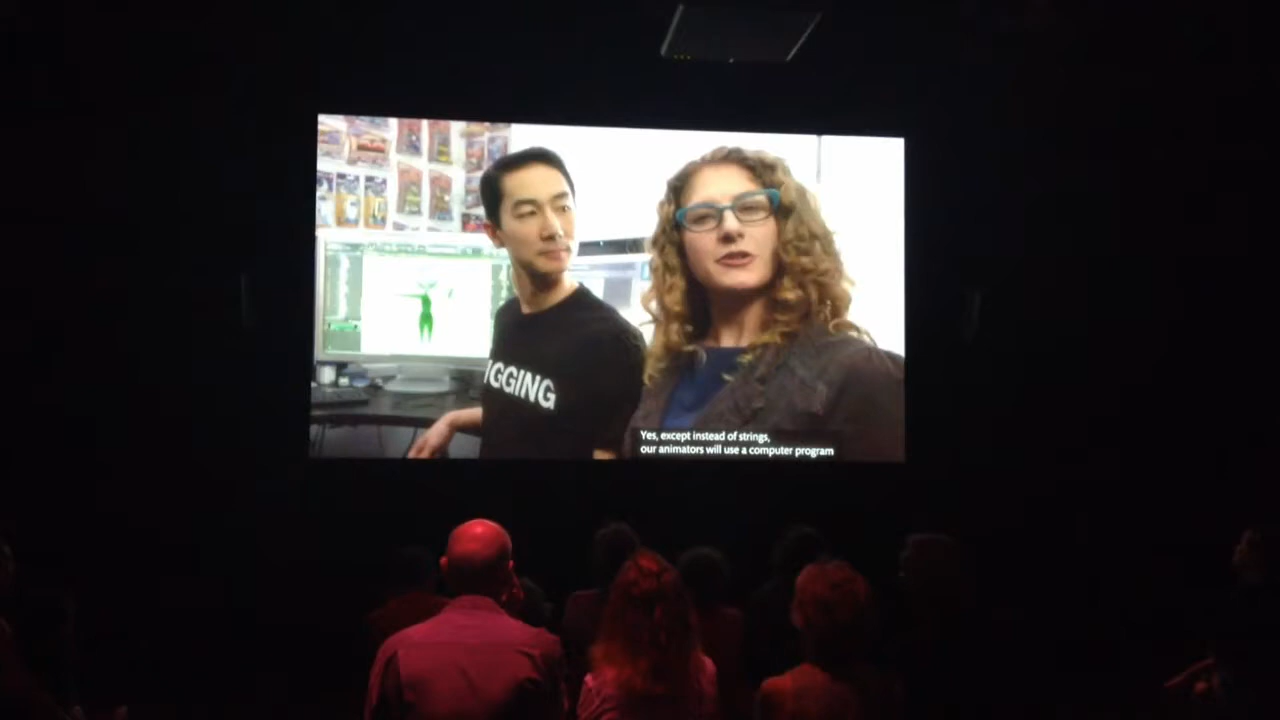 IGGING
Yes, except instead of strings,
our animators will use a computer program